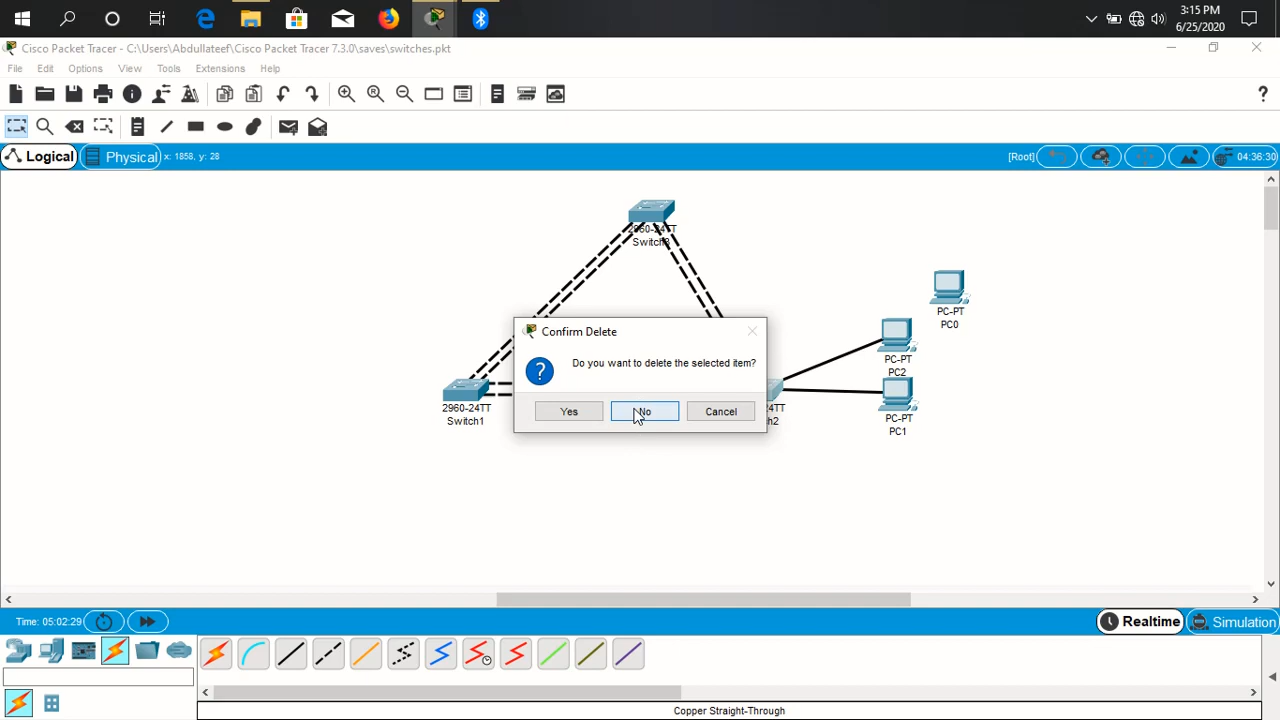 3:15 PM
6/25/2020
Cisco Packet Tracer - C:\Users\Abdullateef\Cisco Packet Tracer 7.3.0\saves\switches.pkt
File Edit Options View Tools Extensions Help
Logical Physical x: 1858, y: 28 [Root] 04:36:30
2960-24TT
Switch3
PC-PT
PC0
Confirm Delete
Do you want to delete the selected item?
Yes No Cancel
PC-PT
PC2
2960-24TT
Switch1
PC-PT
PC1
Time: 05:02:29 Realtime Simulation
Copper Straight-Through